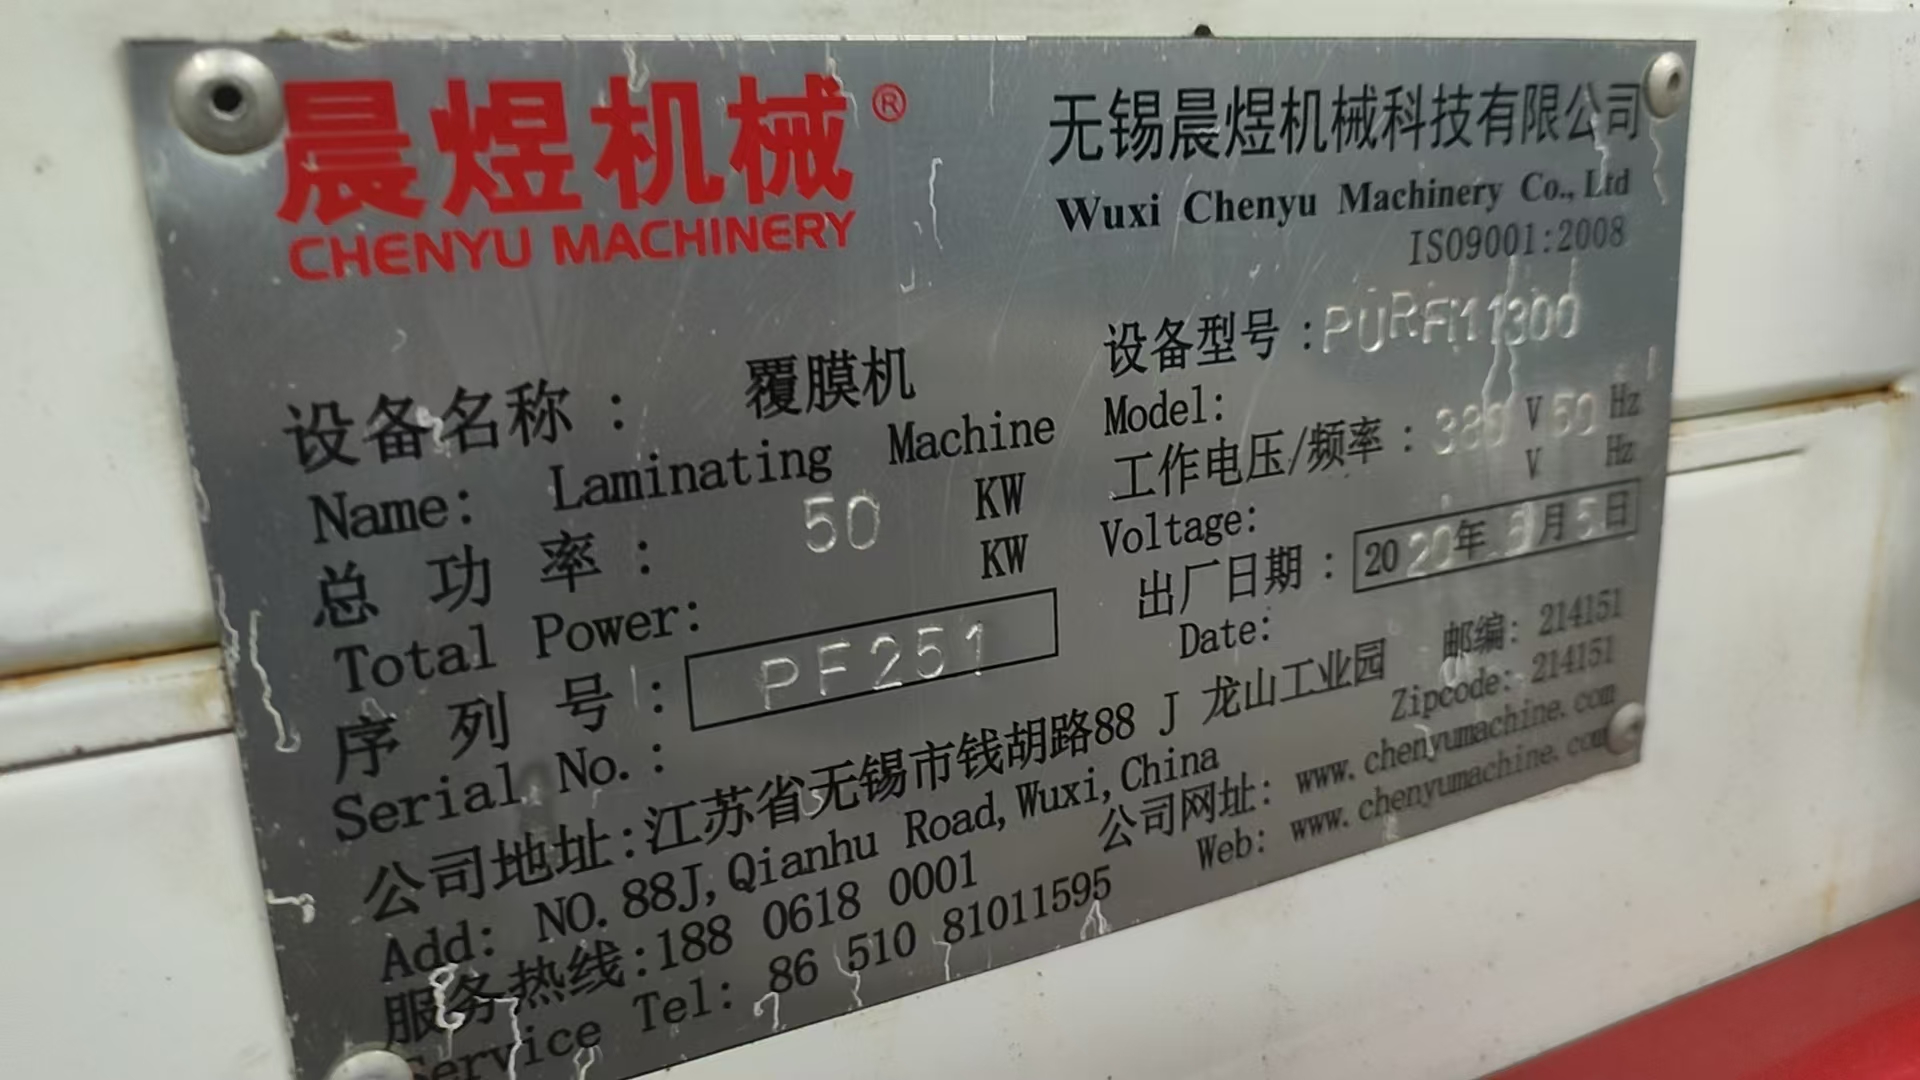 晨煜机械®
CHENYU MACHINERY
无锡晨煜机械科技有限公司
Wuxi Chenyu Machinery Co., Ltd
ISO9001:2008
设备名称： 覆膜机
Name: Laminating Machine
总功率： 50 KW
Total Power: KW
序列号： PF251
Serial No.:
设备型号：
Model:
工作电压/频率： 380 V 50 Hz
Voltage: V Hz
出厂日期： 2020年 月5日
Date:
公司地址：江苏省无锡市钱胡路88 J 龙山工业园 邮编: 214151
Add: NO.88J,Qianhu Road,Wuxi,China Zipcode: 214151
服务热线:188 0618 0001 公司网址: www.chenyumachine.com
Service Tel: 86 510 81011595 Web: www.chenyumachine.com